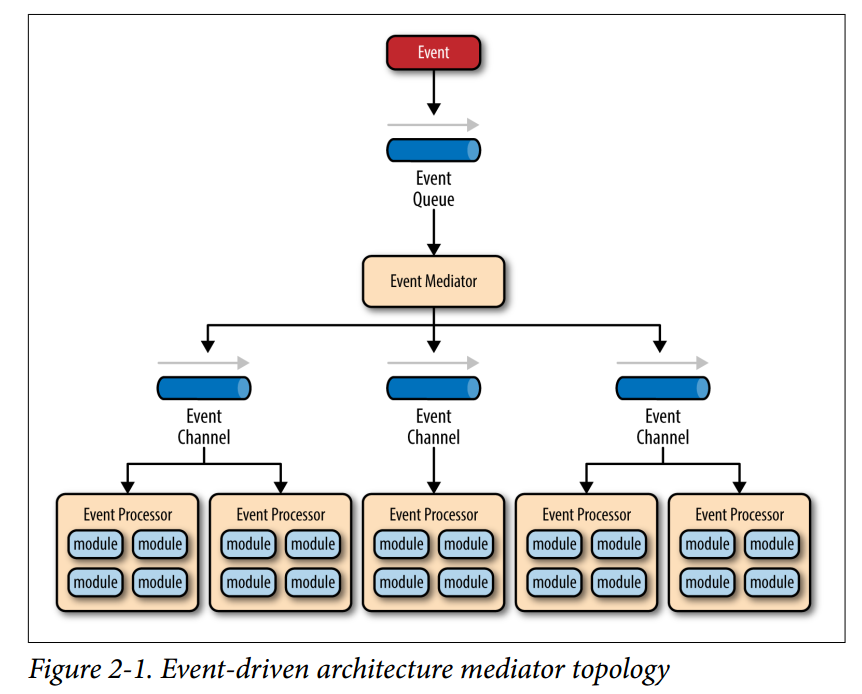 Event
Event
Queue
Event Mediator
Event
Channel
Event
Channel
Event
Channel
Event Processor
module module
module module
Event Processor
module module
module module
Event Processor
module module
module module
Event Processor
module module
module module
Event Processor
module module
module module
Figure 2-1. Event-driven architecture mediator topology